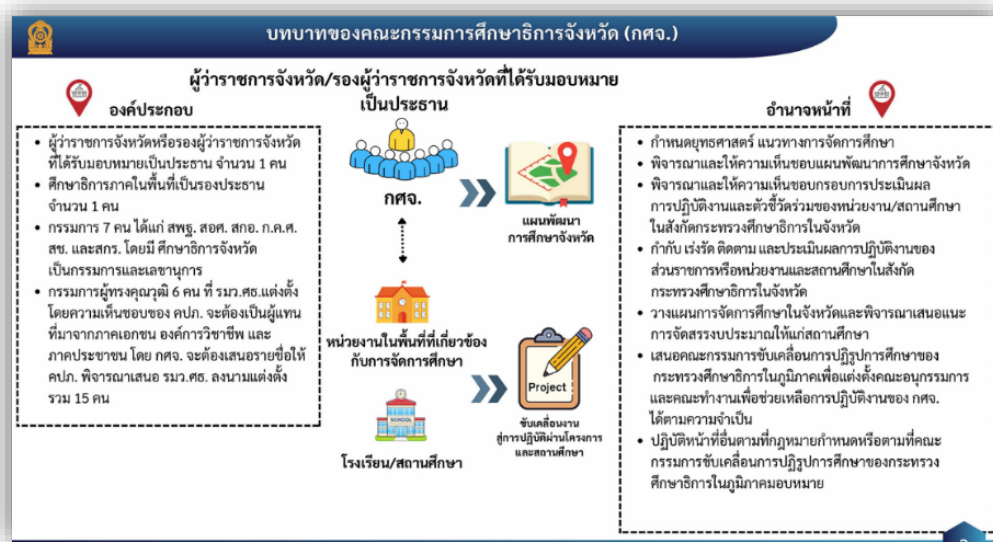 บทบาทของคณะกรรมการศึกษาธิการจังหวัด (กศจ.)
ผู้ว่าราชการจังหวัด/รองผู้ว่าราชการจังหวัดที่ได้รับมอบหมาย
เป็นประธาน
องค์ประกอบ
• ผู้ว่าราชการจังหวัดหรือรองผู้ว่าราชการจังหวัด
ที่ได้รับมอบหมายเป็นประธาน จำนวน 1 คน
• ศึกษาธิการภาคในพื้นที่เป็นรองประธาน
จำนวน 1 คน
• กรรมการ 7 คน ได้แก่ สพฐ. สอศ. สกอ. ก.ค.ศ.
สช. และสกร. โดยมี ศึกษาธิการจังหวัด
เป็นกรรมการและเลขานุการ
• กรรมการผู้ทรงคุณวุฒิ 6 คน ที่ รมว.ศธ.แต่งตั้ง
โดยความเห็นชอบของ คปภ. จะต้องเป็นผู้แทน
ที่มาจากภาคเอกชน องค์การวิชาชีพ และ
ภาคประชาชน โดย กศจ. จะต้องเสนอรายชื่อให้
คปภ. พิจารณาเสนอ รมว.ศธ. ลงนามแต่งตั้ง
รวม 15 คน
กศจ.
แผนพัฒนา
การศึกษาจังหวัด
หน่วยงานในพื้นที่ที่เกี่ยวข้อง
กับการจัดการศึกษา
Project
SCHOOL
ขับเคลื่อนงาน
สู่การปฏิบัติผ่านโครงการ
และสถานศึกษา
โรงเรียน/สถานศึกษา
อำนาจหน้าที่
• กำหนดยุทธศาสตร์ แนวทางการจัดการศึกษา
• พิจารณาและให้ความเห็นชอบแผนพัฒนาการศึกษาจังหวัด
• พิจารณาและให้ความเห็นชอบกรอบการประเมินผล
การปฏิบัติงานและตัวชี้วัดร่วมของหน่วยงาน/สถานศึกษา
ในสังกัดกระทรวงศึกษาธิการในจังหวัด
• กำกับ เร่งรัด ติดตาม และประเมินผลการปฏิบัติงานของ
ส่วนราชการหรือหน่วยงานและสถานศึกษาในสังกัด
กระทรวงศึกษาธิการในจังหวัด
• วางแผนการจัดการศึกษาในจังหวัดและพิจารณาเสนอแนะ
การจัดสรรงบประมาณให้แก่สถานศึกษา
• เสนอคณะกรรมการขับเคลื่อนการปฏิรูปการศึกษาของ
กระทรวงศึกษาธิการในภูมิภาคเพื่อแต่งตั้งคณะอนุกรรมการ
และคณะทำงานเพื่อช่วยเหลือการปฏิบัติงานของ กศจ.
ได้ตามความจำเป็น
• ปฏิบัติหน้าที่อื่นตามที่กฎหมายกำหนดหรือตามที่คณะ
กรรมการขับเคลื่อนการปฏิรูปการศึกษาของกระทรวง
ศึกษาธิการในภูมิภาคมอบหมาย